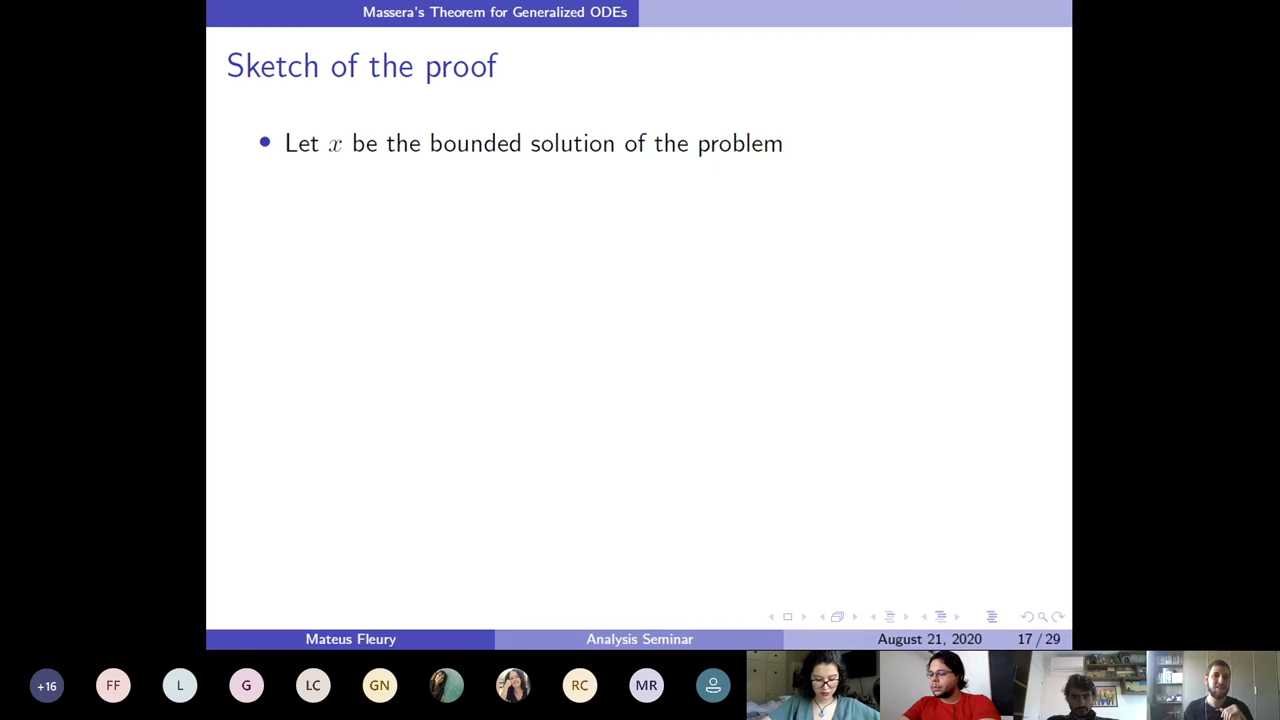 Massera's Theorem for Generalized ODEs
Sketch of the proof
Let x be the bounded solution of the problem
Mateus Fleury
Analysis Seminar
August 21, 2020
17 / 29
+16
FF
L
G
LC
GN
RC
MR